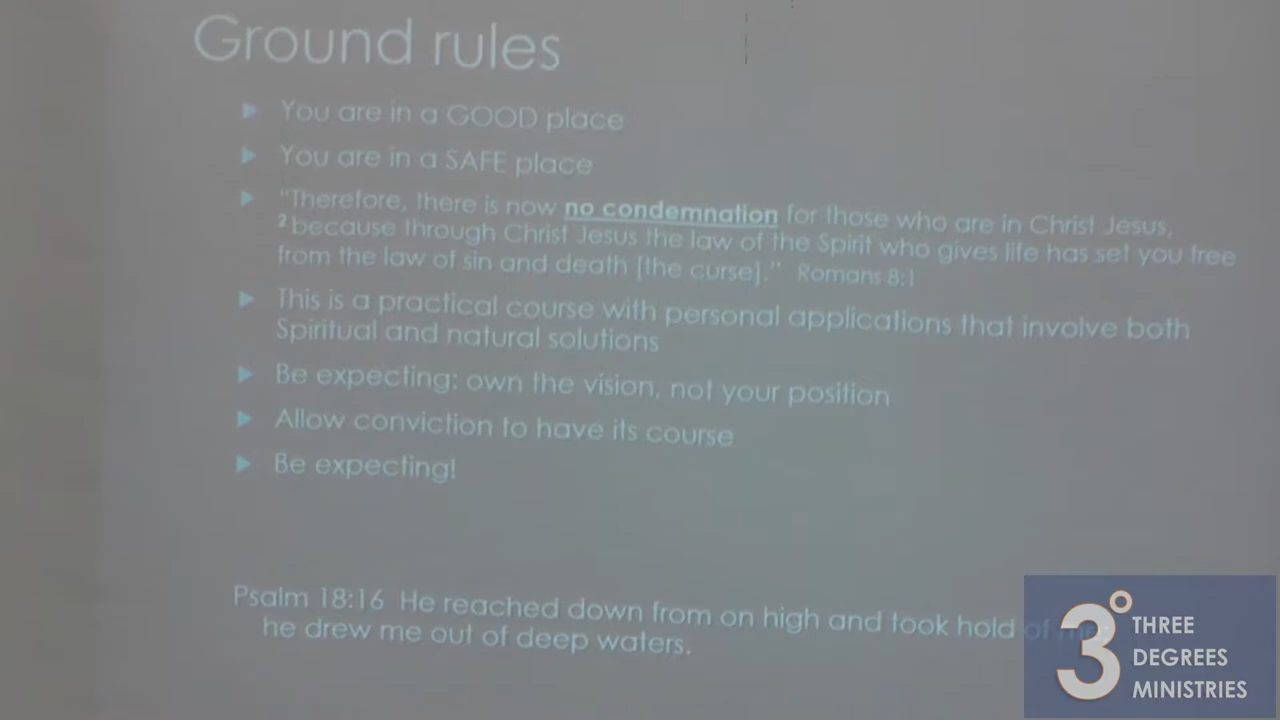 Ground rules
You are in a GOOD place
You are in a SAFE place
"Therefore, there is now no condemnation for those who are in Christ Jesus,
2 because through Christ Jesus the law of the Spirit who gives life has set you free
from the law of sin and death [the curse]." Romans 8:1
This is a practical course with personal applications that involve both
Spiritual and natural solutions
Be expecting: own the vision, not your position
Allow conviction to have its course
Be expecting!
Psalm 18:16 He reached down from on high and took hold of me;
he drew me out of deep waters.
3°
THREE
DEGREES
MINISTRIES